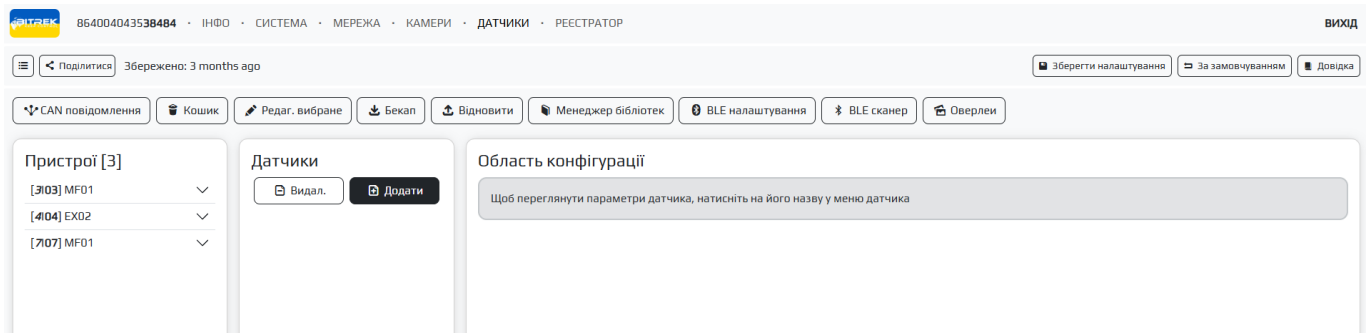 BITREK 864004043538484 · ІНФО · СИСТЕМА · МЕРЕЖА · КАМЕРИ · ДАТЧИКИ · РЕЕСТРАТОР ВИХІД
Поділитися Збережено: 3 months ago Зберегти налаштування За замовчуванням Довідка
CAN повідомлення Кошик Редаг. вибране Бекап Відновити Менеджер бібліотек BLE налаштування BLE сканер Оверлеи
Пристрої [3] Датчики Область конфігурації
[3|03] MF01 Видал. Додати Щоб переглянути параметри датчика, натисніть на його назву у меню датчика
[4|04] EX02
[7|07] MF01